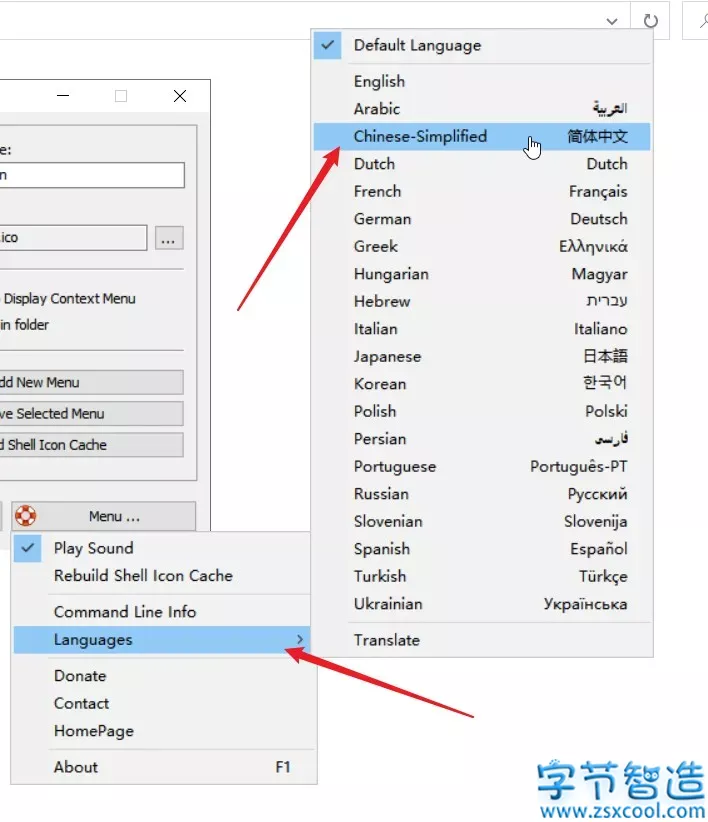 Default Language
English
Arabic العربية
Chinese-Simplified 简体中文
Dutch Dutch
French Français
German Deutsch
Greek Ελληνικά
Hungarian Magyar
Hebrew עברית
Italian Italiano
Japanese 日本語
Korean 한국어
Polish Polski
Persian فارسی
Portuguese Português-PT
Russian Русский
Slovenian Slovenija
Spanish Español
Turkish Türkçe
Ukrainian Українська
Translate
e:
n
.ico
...
Display Context Menu
in folder
dd New Menu
ve Selected Menu
d Shell Icon Cache
Menu ...
Play Sound
Rebuild Shell Icon Cache
Command Line Info
Languages
Donate
Contact
HomePage
About F1
字节智造
www.zsxcool.com